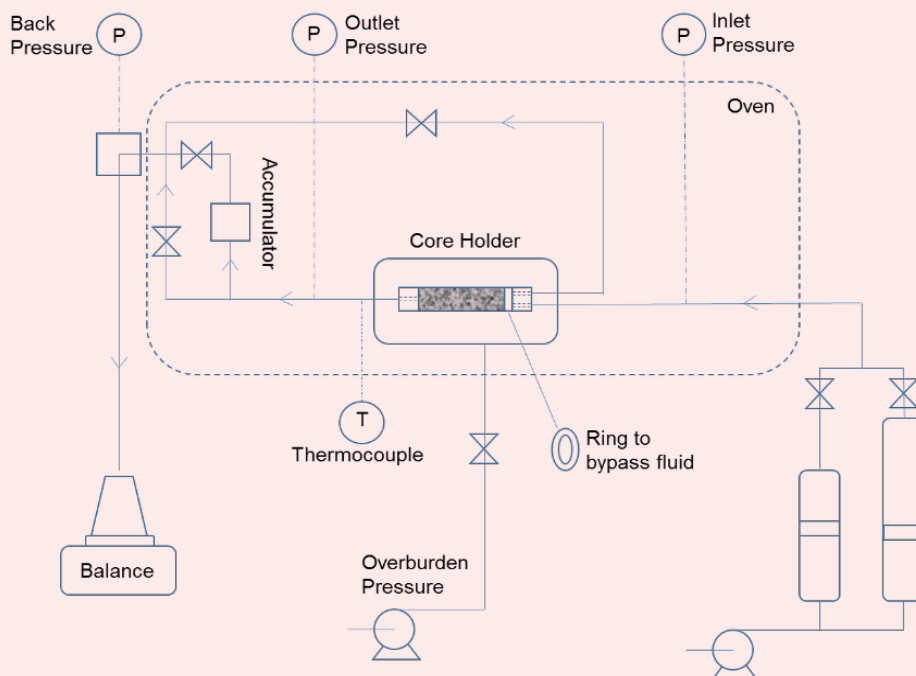 Back
Pressure
P
Outlet
Pressure
P
Inlet
Pressure
P
Oven
Accumulator
Core Holder
T
Thermocouple
Ring to
bypass fluid
Overburden
Pressure
Balance